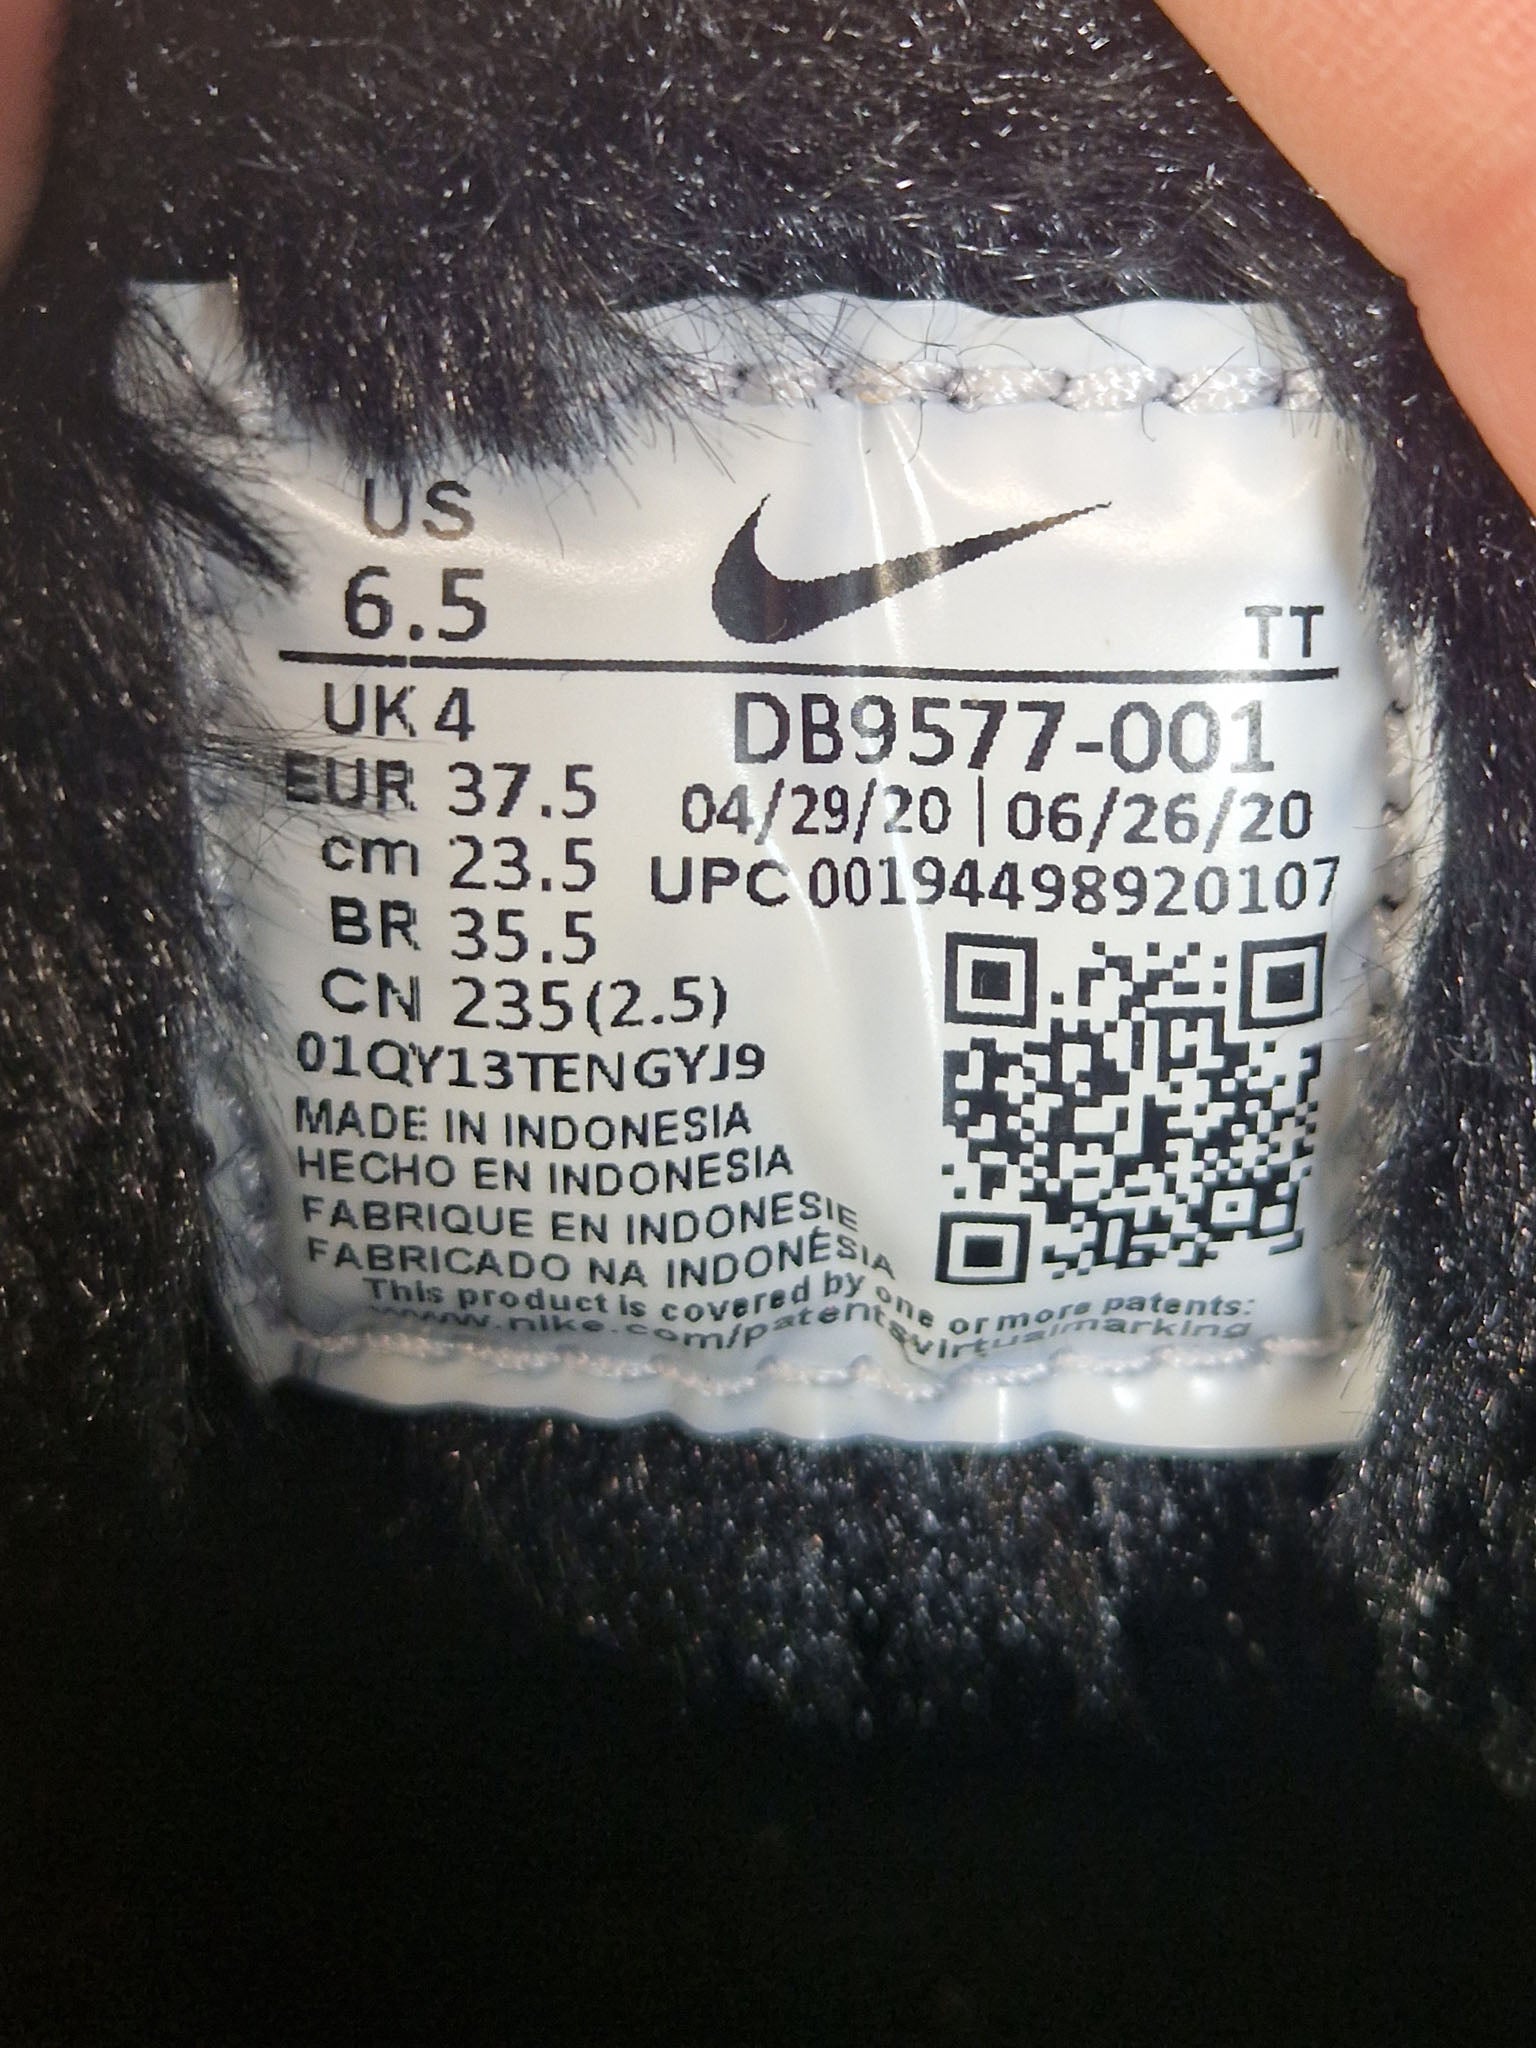 US
6.5
TT
UK 4
EUR 37.5
cm 23.5
BR 35.5
CN 235(2.5)
DB9577-001
04/29/20 | 06/26/20
UPC 00194498920107
01QY13TENGYJ9
MADE IN INDONESIA
HECHO EN INDONESIA
FABRIQUE EN INDONESIE
FABRICADO NA INDONÉSIA
This product is covered by one or more patents:
www.nike.com/patentsvirtualmarking